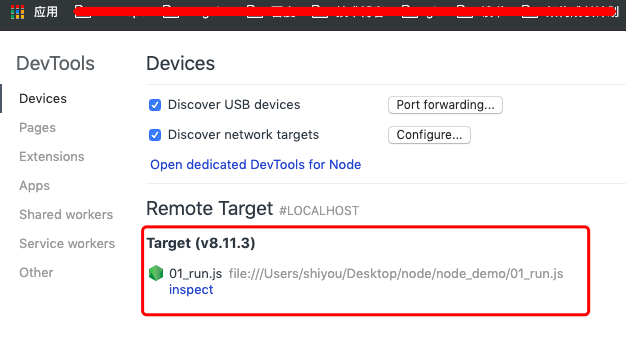 应用
DevTools
Devices
Pages
Extensions
Apps
Shared workers
Service workers
Other
Devices
Discover USB devices
Port forwarding...
Discover network targets
Configure...
Open dedicated DevTools for Node
Remote Target #LOCALHOST
Target (v8.11.3)
01_run.js file:///Users/shiyou/Desktop/node/node_demo/01_run.js
inspect